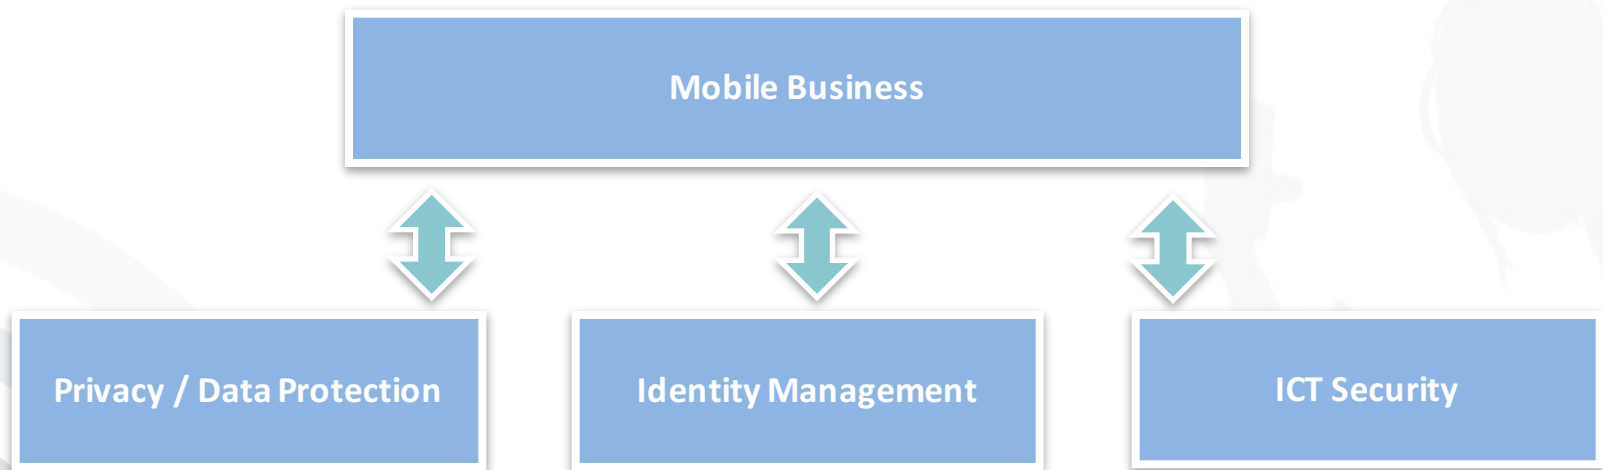 Mobile Business
Privacy / Data Protection
Identity Management
ICT Security